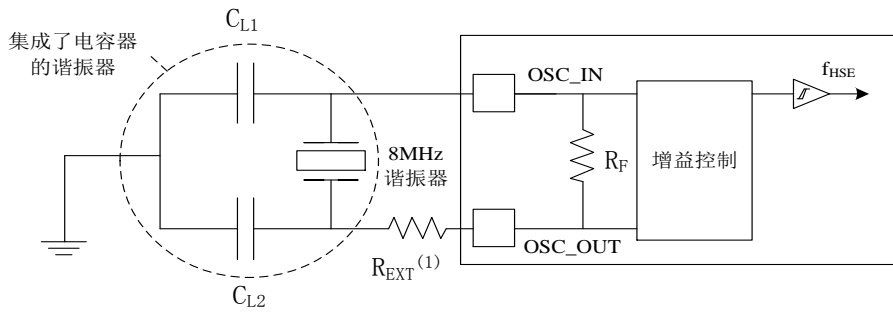 C_L1
集成了电容器
的谐振器
OSC_IN
f_HSE
8MHz
谐振器
R_F
增益控制
OSC_OUT
R_EXT^(1)
C_L2